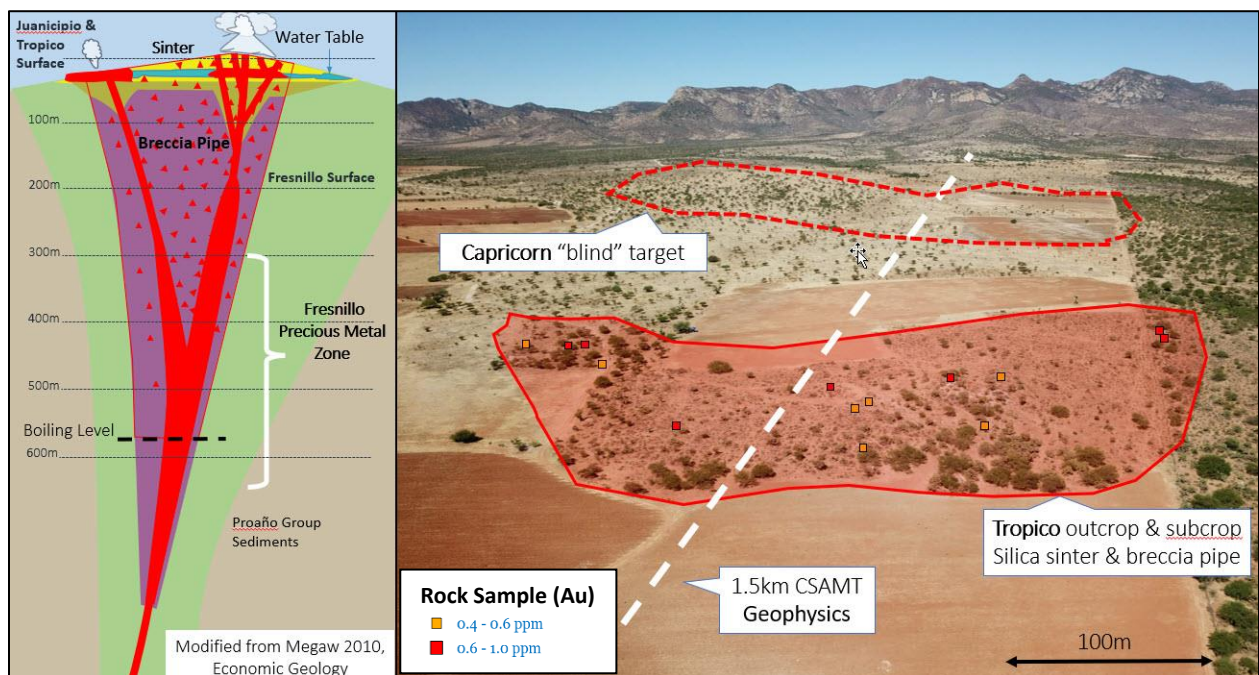 Juanicipio &
Tropico
Surface
Sinter
Water Table
100m
Breccia Pipe
200m
Fresnillo Surface
300m
Fresnillo
Precious Metal
Zone
400m
500m
Boiling Level
600m
Proaño Group
Sediments
Modified from Megaw 2010,
Economic Geology
Capricorn "blind" target
Tropico outcrop & subcrop
Silica sinter & breccia pipe
1.5km CSAMT
Geophysics
Rock Sample (Au)
0.4 - 0.6 ppm
0.6 - 1.0 ppm
100m